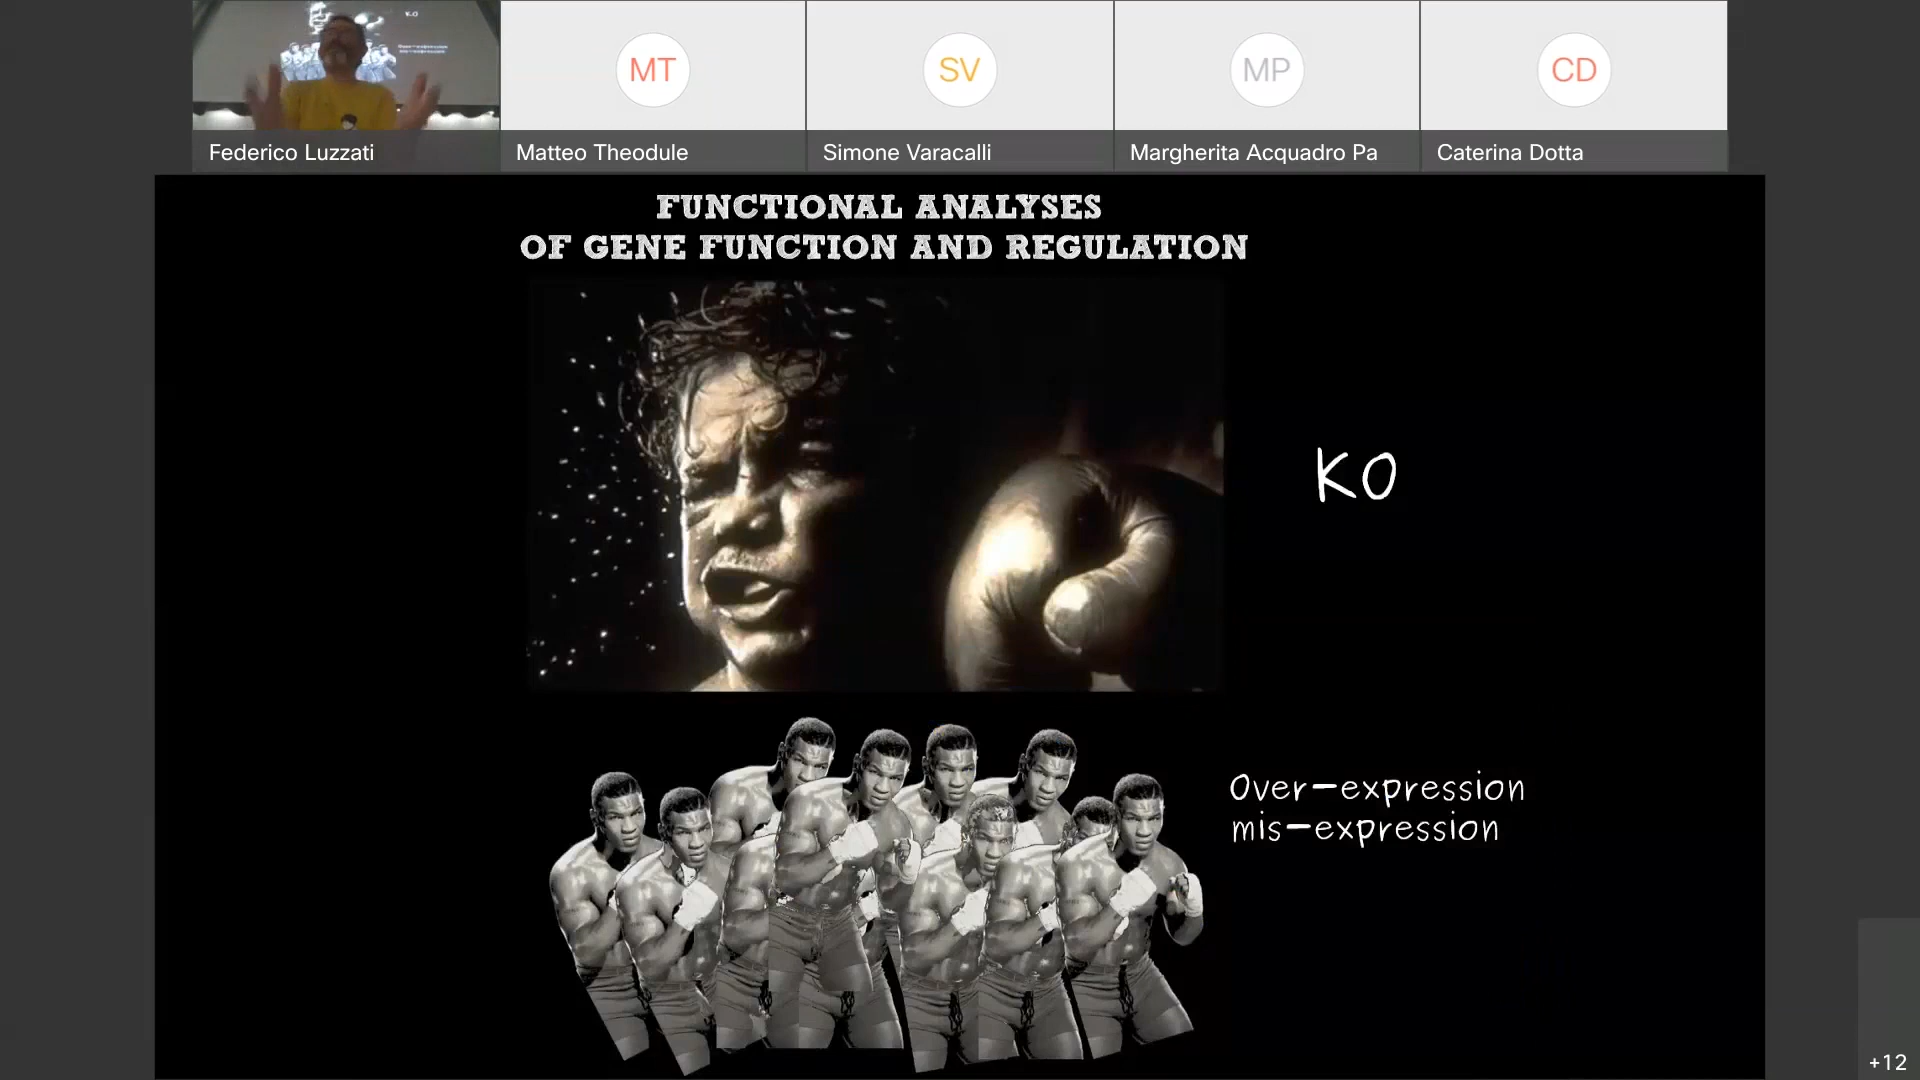 MT
SV
MP
CD
Federico Luzzati
Matteo Theodule
Simone Varacalli
Margherita Acquadro Pa
Caterina Dotta
FUNCTIONAL ANALYSES
OF GENE FUNCTION AND REGULATION
KO
Over-expression
mis-expression
+12